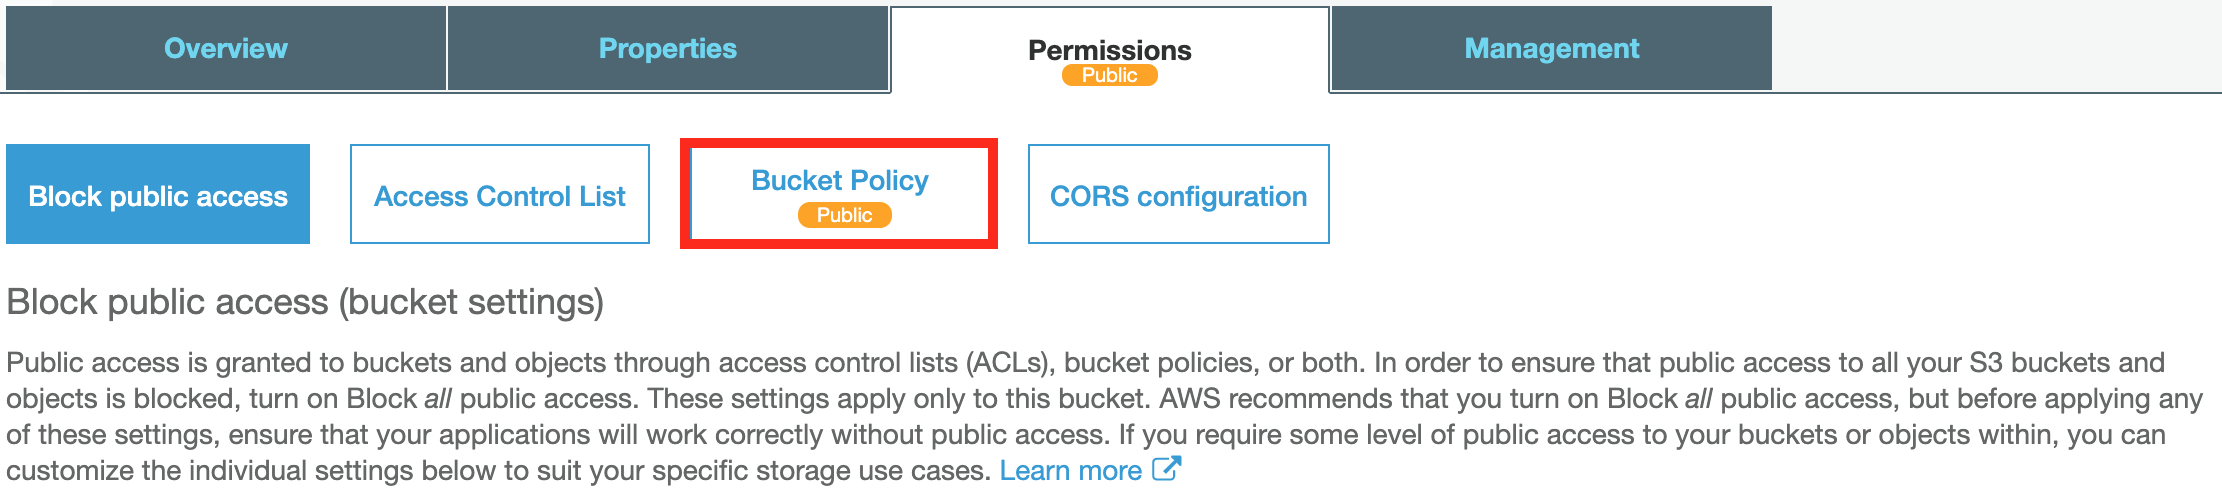 Overview
Properties
Permissions
Public
Management
Block public access
Access Control List
Bucket Policy
Public
CORS configuration
Block public access (bucket settings)
Public access is granted to buckets and objects through access control lists (ACLs), bucket policies, or both. In order to ensure that public access to all your S3 buckets and
objects is blocked, turn on Block all public access. These settings apply only to this bucket. AWS recommends that you turn on Block all public access, but before applying any
of these settings, ensure that your applications will work correctly without public access. If you require some level of public access to your buckets or objects within, you can
customize the individual settings below to suit your specific storage use cases. Learn more